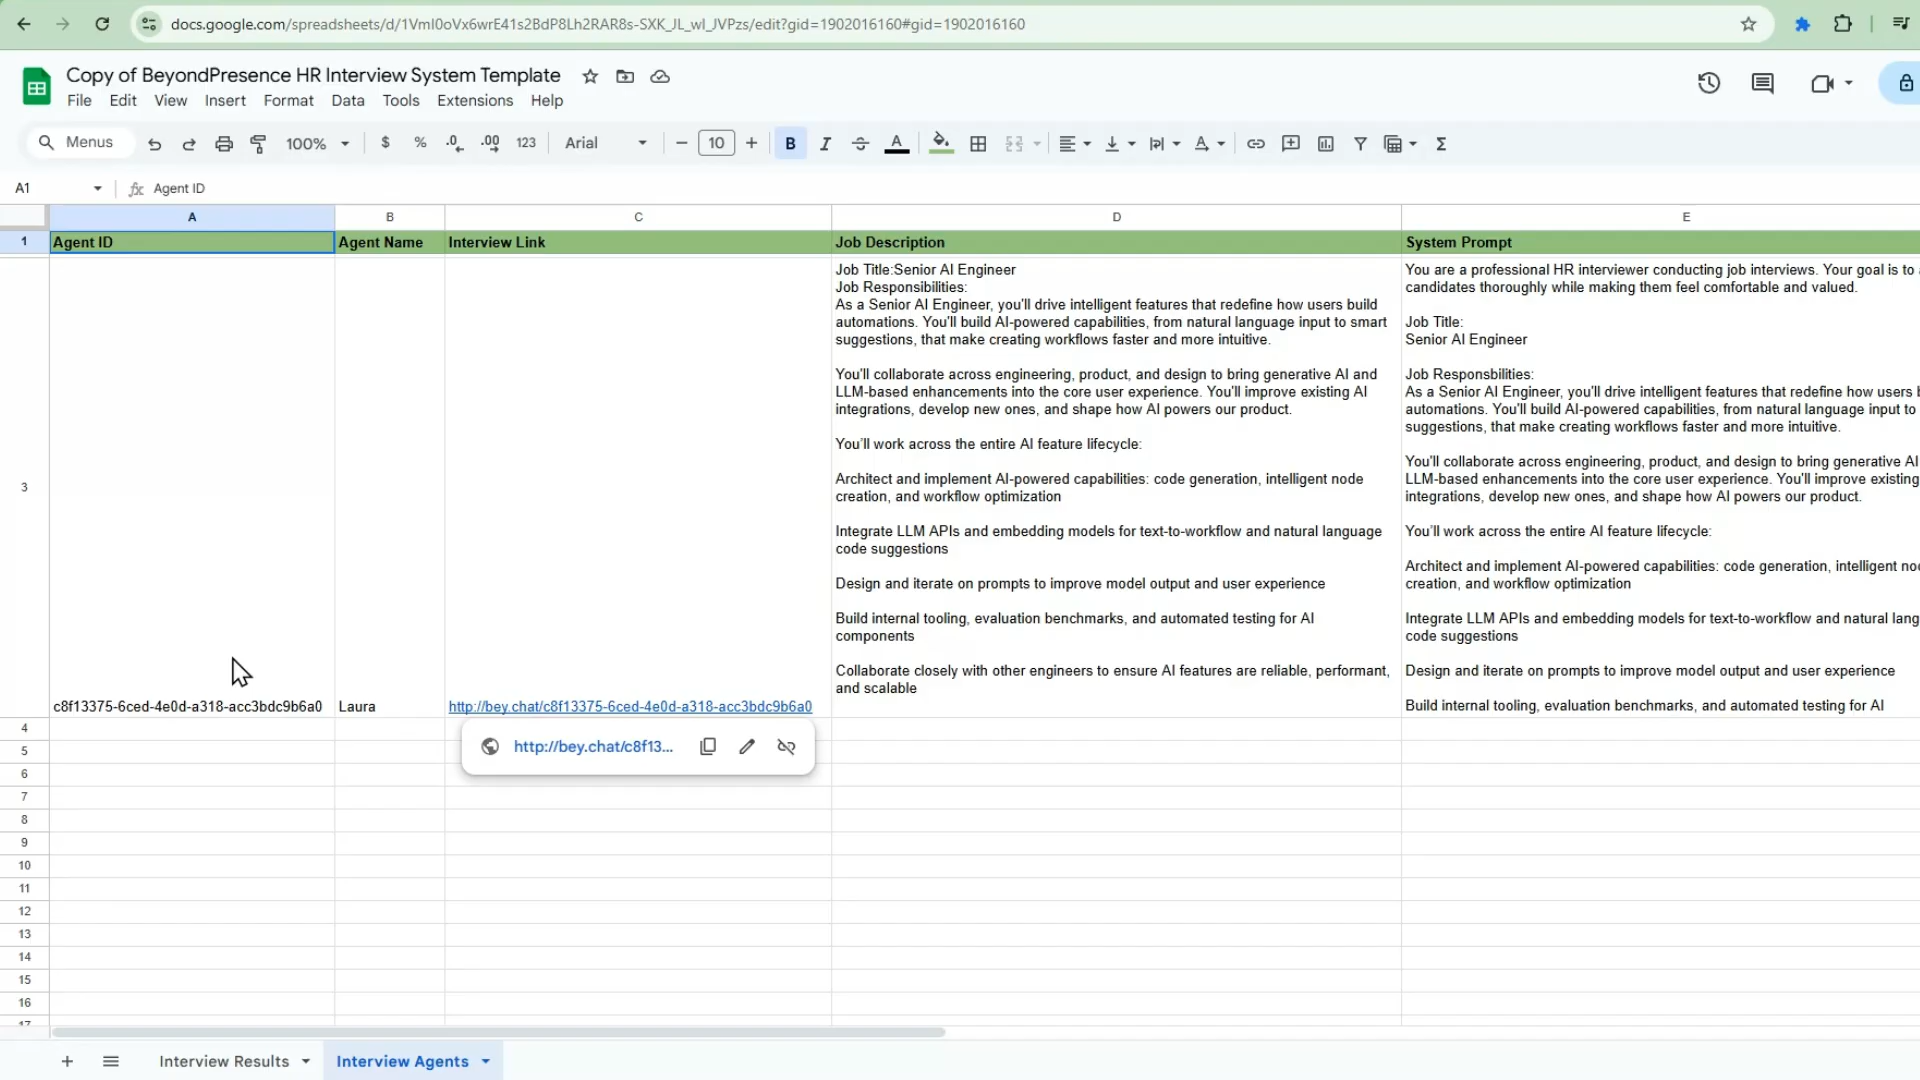 docs.google.com/spreadsheets/d/1VmI0oVx6wrE41s2BdP8Lh2RAR8s-SXK_JL_wI_JVPzs/edit?gid=1902016160#gid=1902016160
Copy of BeyondPresence HR Interview System Template
File Edit View Insert Format Data Tools Extensions Help
Menus 100% $ % .0 .00 123 Arial 10 B I A
A1 fx Agent ID
A B C D E
1 Agent ID Agent Name Interview Link Job Description System Prompt
3
c8f13375-6ced-4e0d-a318-acc3bdc9b6a0
Laura
http://bey.chat/c8f13375-6ced-4e0d-a318-acc3bdc9b6a0
http://bey.chat/c8f13...
Job Title:Senior AI Engineer
Job Responsibilities:
As a Senior AI Engineer, you'll drive intelligent features that redefine how users build
automations. You'll build AI-powered capabilities, from natural language input to smart
suggestions, that make creating workflows faster and more intuitive.
You'll collaborate across engineering, product, and design to bring generative AI and
LLM-based enhancements into the core user experience. You'll improve existing AI
integrations, develop new ones, and shape how AI powers our product.
You'll work across the entire AI feature lifecycle:
Architect and implement AI-powered capabilities: code generation, intelligent node
creation, and workflow optimization
Integrate LLM APIs and embedding models for text-to-workflow and natural language
code suggestions
Design and iterate on prompts to improve model output and user experience
Build internal tooling, evaluation benchmarks, and automated testing for AI
components
Collaborate closely with other engineers to ensure AI features are reliable, performant,
and scalable
You are a professional HR interviewer conducting job interviews. Your goal is to
candidates thoroughly while making them feel comfortable and valued.
Job Title:
Senior AI Engineer
Job Responsbilities:
As a Senior AI Engineer, you'll drive intelligent features that redefine how users
automations. You'll build AI-powered capabilities, from natural language input to
suggestions, that make creating workflows faster and more intuitive.
You'll collaborate across engineering, product, and design to bring generative AI
LLM-based enhancements into the core user experience. You'll improve existing
integrations, develop new ones, and shape how AI powers our product.
You'll work across the entire AI feature lifecycle:
Architect and implement AI-powered capabilities: code generation, intelligent
creation, and workflow optimization
Integrate LLM APIs and embedding models for text-to-workflow and natural
code suggestions
Design and iterate on prompts to improve model output and user experience
Build internal tooling, evaluation benchmarks, and automated testing for AI
4
5
6
7
8
9
10
11
12
13
14
15
16
17
Interview Results Interview Agents